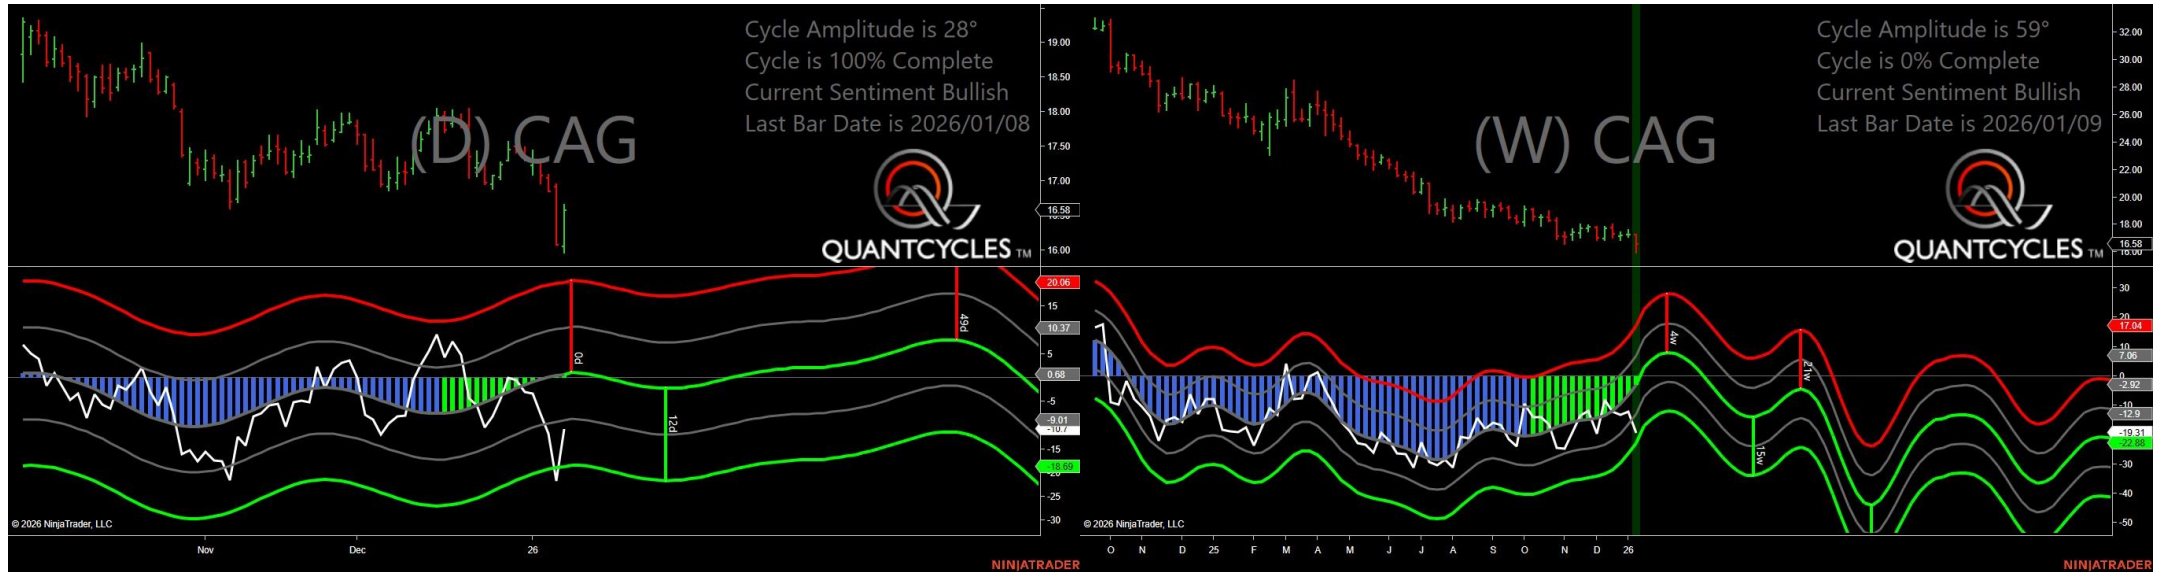 Cycle Amplitude is 28°
Cycle is 100% Complete
Current Sentiment Bullish
Last Bar Date is 2026/01/08
(D) CAG
QUANTCYCLES TM
19.00
18.50
18.00
17.50
17.00
16.58
16.00
20.06
15
10.37
5
0.68
-5
-9.01
-10.7
-15
-18.69
-25
-30
0d
12d
49d
© 2026 NinjaTrader, LLC
Nov
Dec
26
NINJATRADER
Cycle Amplitude is 59°
Cycle is 0% Complete
Current Sentiment Bullish
Last Bar Date is 2026/01/09
(W) CAG
QUANTCYCLES TM
32.00
30.00
28.00
26.00
24.00
22.00
20.00
18.00
16.58
16.00
30
17.04
7.06
0
-2.92
-10
-12.9
-19.31
-22.88
-30
-40
-50
4w
15w
21w
© 2026 NinjaTrader, LLC
O N D 25 F M A M J J A S O N D 26
NINJATRADER